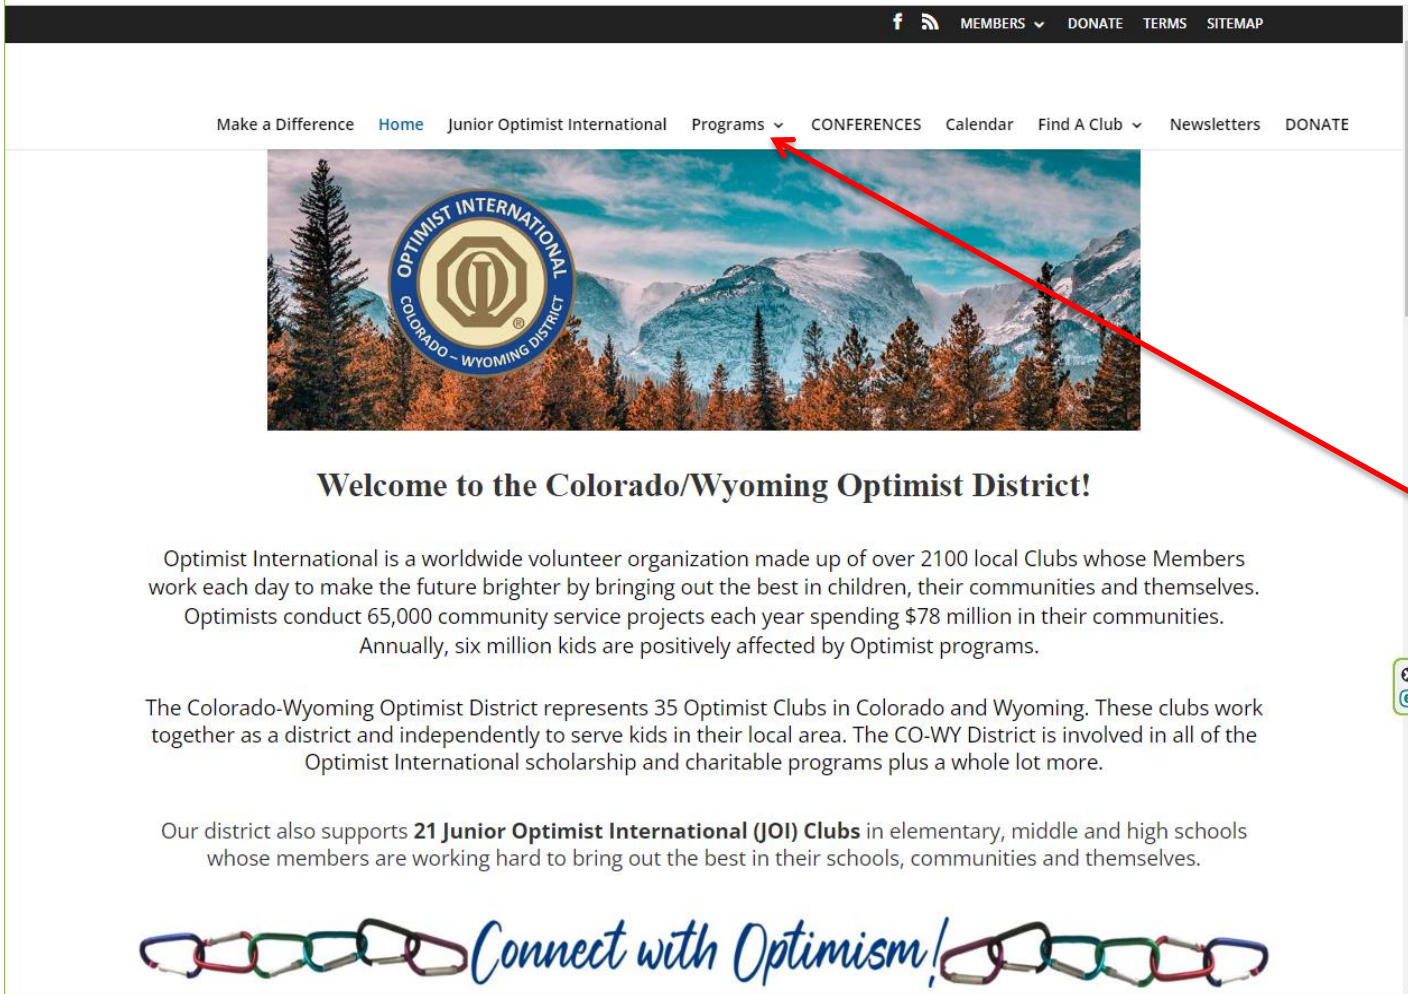 MEMBERS DONATE TERMS SITEMAP
Make a Difference Home Junior Optimist International Programs CONFERENCES Calendar Find A Club Newsletters DONATE
OPTIMIST INTERNATIONAL
COLORADO – WYOMING DISTRICT
®
Welcome to the Colorado/Wyoming Optimist District!
Optimist International is a worldwide volunteer organization made up of over 2100 local Clubs whose Members
work each day to make the future brighter by bringing out the best in children, their communities and themselves.
Optimists conduct 65,000 community service projects each year spending $78 million in their communities.
Annually, six million kids are positively affected by Optimist programs.
The Colorado-Wyoming Optimist District represents 35 Optimist Clubs in Colorado and Wyoming. These clubs work
together as a district and independently to serve kids in their local area. The CO-WY District is involved in all of the
Optimist International scholarship and charitable programs plus a whole lot more.
Our district also supports 21 Junior Optimist International (JOI) Clubs in elementary, middle and high schools
whose members are working hard to bring out the best in their schools, communities and themselves.
Connect with Optimism!